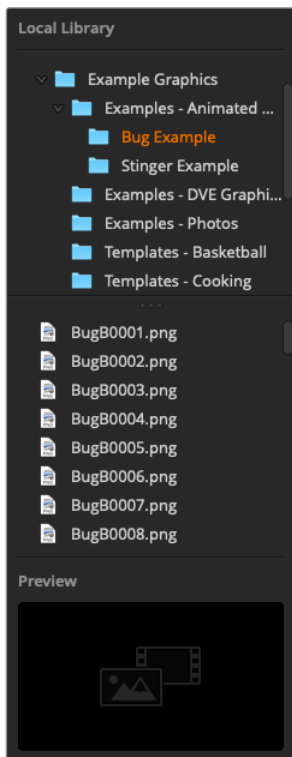 Local Library
Example Graphics
Examples - Animated ...
Bug Example
Stinger Example
Examples - DVE Graphi...
Examples - Photos
Templates - Basketball
Templates - Cooking
BugB0001.png
BugB0002.png
BugB0003.png
BugB0004.png
BugB0005.png
BugB0006.png
BugB0007.png
BugB0008.png
Preview